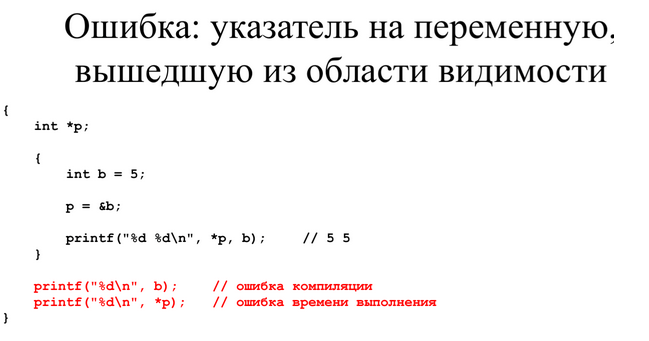 Ошибка: указатель на переменную,
вышедшую из области видимости
{
int *p;
{
int b = 5;
p = &b;
printf("%d %d\n", *p, b); // 5 5
}
printf("%d\n", b); // ошибка компиляции
printf("%d\n", *p); // ошибка времени выполнения
}